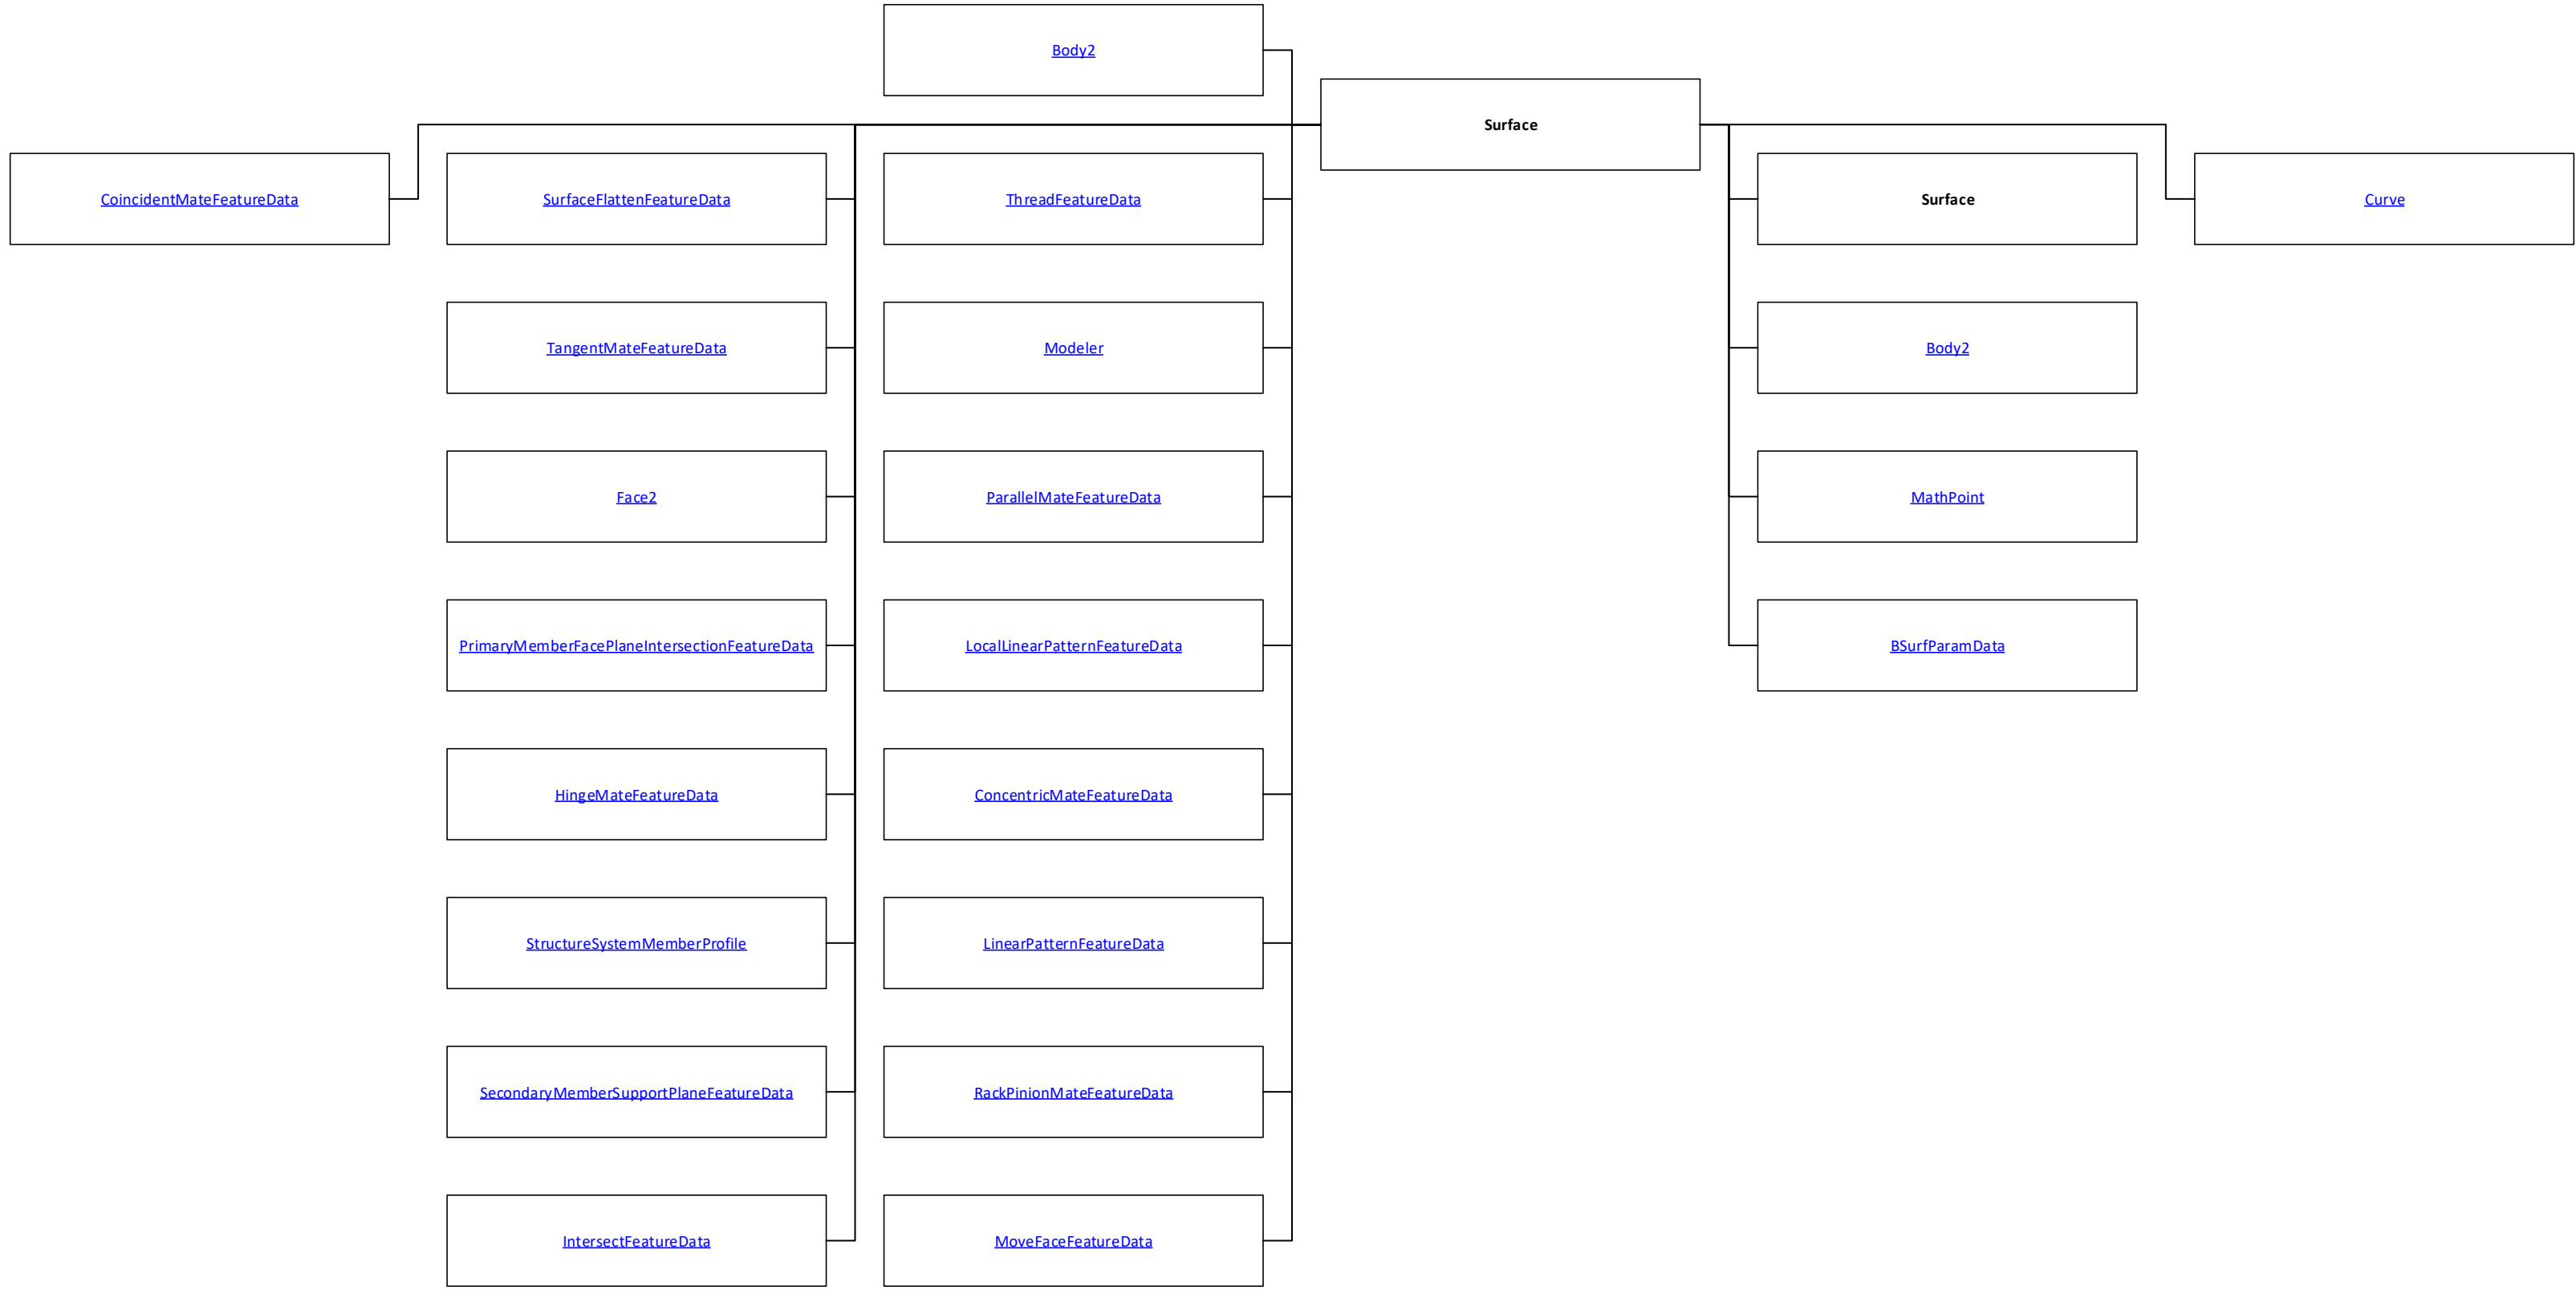 Body2
Surface
CoincidentMateFeatureData
SurfaceFlattenFeatureData
ThreadFeatureData
Surface
Curve
TangentMateFeatureData
Modeler
Body2
Face2
ParallelMateFeatureData
MathPoint
PrimaryMemberFacePlaneIntersectionFeatureData
LocalLinearPatternFeatureData
BSurfParamData
HingeMateFeatureData
ConcentricMateFeatureData
StructureSystemMemberProfile
LinearPatternFeatureData
SecondaryMemberSupportPlaneFeatureData
RackPinionMateFeatureData
IntersectFeatureData
MoveFaceFeatureData